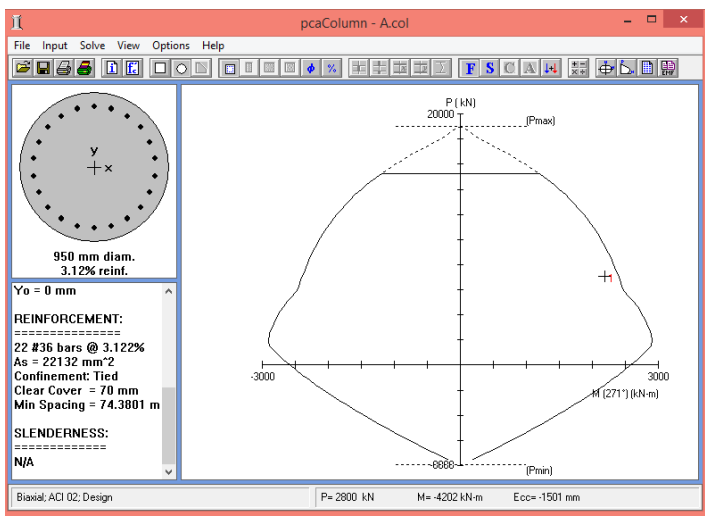 pcaColumn - A.col
File Input Solve View Options Help
F S C A
y
x
950 mm diam.
3.12% reinf.
Yo = 0 mm
REINFORCEMENT:
===============
22 #36 bars @ 3.122%
As = 22132 mm^2
Confinement: Tied
Clear Cover = 70 mm
Min Spacing = 74.3801 m
SLENDERNESS:
=============
N/A
P ( kN)
20000
(Pmax)
1
-3000
3000
M (271°) (kN-m)
(Pmin)
Biaxial; ACI 02; Design
P= 2800 kN M= -4202 kN-m Ecc= -1501 mm